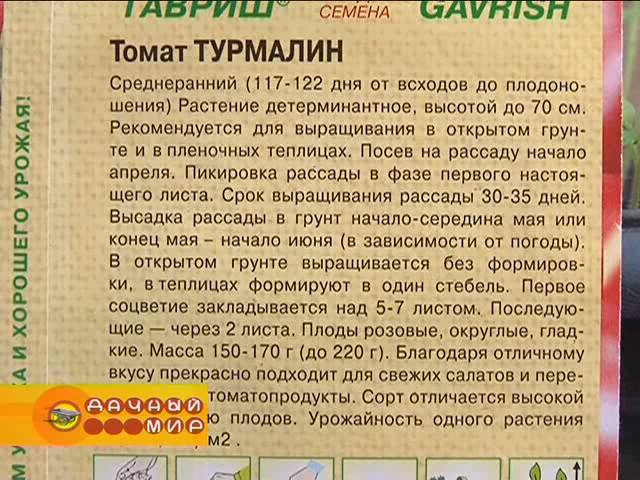 ТАВРИШ® СЕМЕНА GAVRISH
Томат ТУРМАЛИН
Среднеранний (117-122 дня от всходов до плодоно-
шения) Растение детерминантное, высотой до 70 см.
Рекомендуется для выращивания в открытом грун-
те и в пленочных теплицах. Посев на рассаду начало
апреля. Пикировка рассады в фазе первого настоя-
щего листа. Срок выращивания рассады 30-35 дней.
Высадка рассады в грунт начало-середина мая или
конец мая – начало июня (в зависимости от погоды).
В открытом грунте выращивается без формиров-
ки, в теплицах формируют в один стебель. Первое
соцветие закладывается над 5-7 листом. Последую-
щие — через 2 листа. Плоды розовые, округлые, глад-
кие. Масса 150-170 г (до 220 г). Благодаря отличному
вкусу прекрасно подходит для свежих салатов и пере-
томатопродукты. Сорт отличается высокой
плодов. Урожайность одного растения
м2 .
И ХОРОШЕГО УРОЖАЯ!
ДАЧНЫЙ
МИР